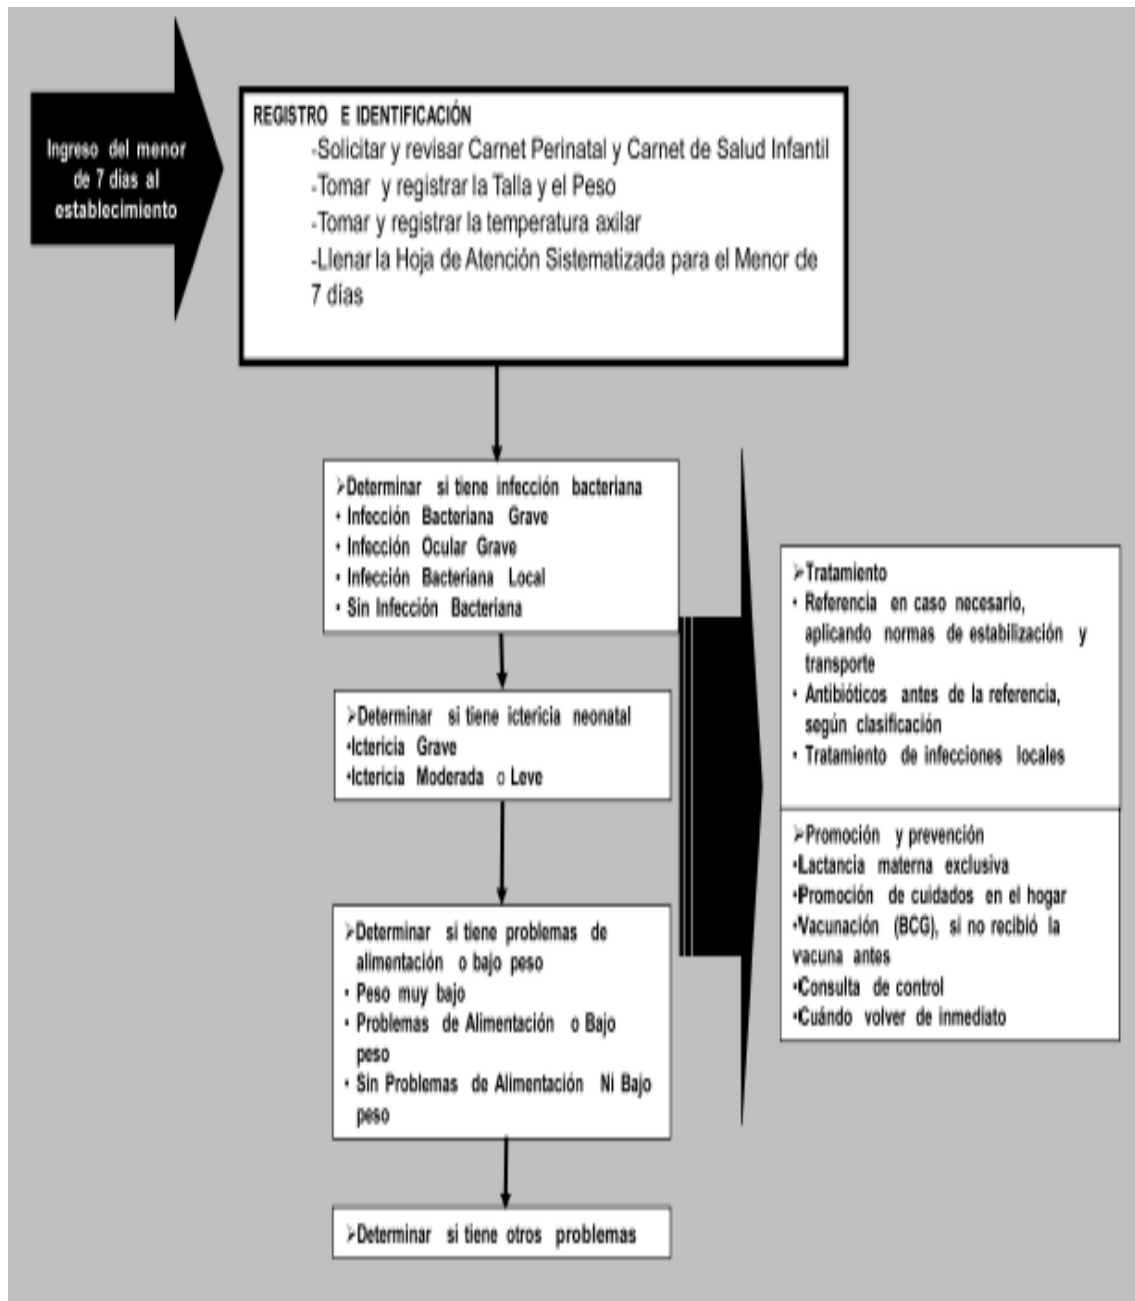 Ingreso del menor
de 7 días al
establecimiento
REGISTRO E IDENTIFICACIÓN
-Solicitar y revisar Carnet Perinatal y Carnet de Salud Infantil
-Tomar y registrar la Talla y el Peso
-Tomar y registrar la temperatura axilar
-Llenar la Hoja de Atención Sistematizada para el Menor de
7 días
➢Determinar si tiene infección bacteriana
• Infección Bacteriana Grave
• Infección Ocular Grave
• Infección Bacteriana Local
• Sin Infección Bacteriana
➢Determinar si tiene ictericia neonatal
•Ictericia Grave
•Ictericia Moderada o Leve
➢Determinar si tiene problemas de
alimentación o bajo peso
• Peso muy bajo
• Problemas de Alimentación o Bajo
peso
• Sin Problemas de Alimentación Ni Bajo
peso
➢Determinar si tiene otros problemas
➢Tratamiento
• Referencia en caso necesario,
aplicando normas de estabilización y
transporte
• Antibióticos antes de la referencia,
según clasificación
• Tratamiento de infecciones locales
➢Promoción y prevención
•Lactancia materna exclusiva
•Promoción de cuidados en el hogar
•Vacunación (BCG), si no recibió la
vacuna antes
•Consulta de control
•Cuándo volver de inmediato